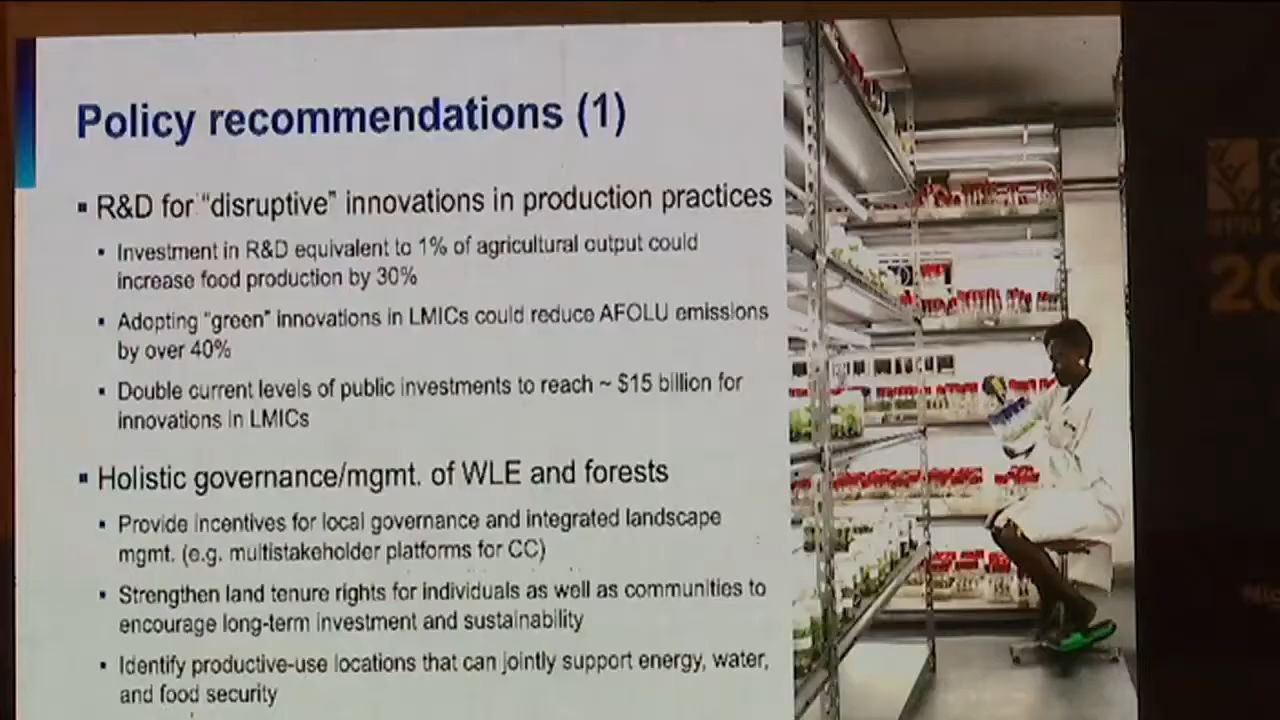 Policy recommendations (1)
▪ R&D for “disruptive” innovations in production practices
▪ Investment in R&D equivalent to 1% of agricultural output could
increase food production by 30%
▪ Adopting “green” innovations in LMICs could reduce AFOLU emissions
by over 40%
▪ Double current levels of public investments to reach ~ $15 billion for
innovations in LMICs
▪ Holistic governance/mgmt. of WLE and forests
▪ Provide incentives for local governance and integrated landscape
mgmt. (e.g. multistakeholder platforms for CC)
▪ Strengthen land tenure rights for individuals as well as communities to
encourage long-term investment and sustainability
▪ Identify productive-use locations that can jointly support energy, water,
and food security
20